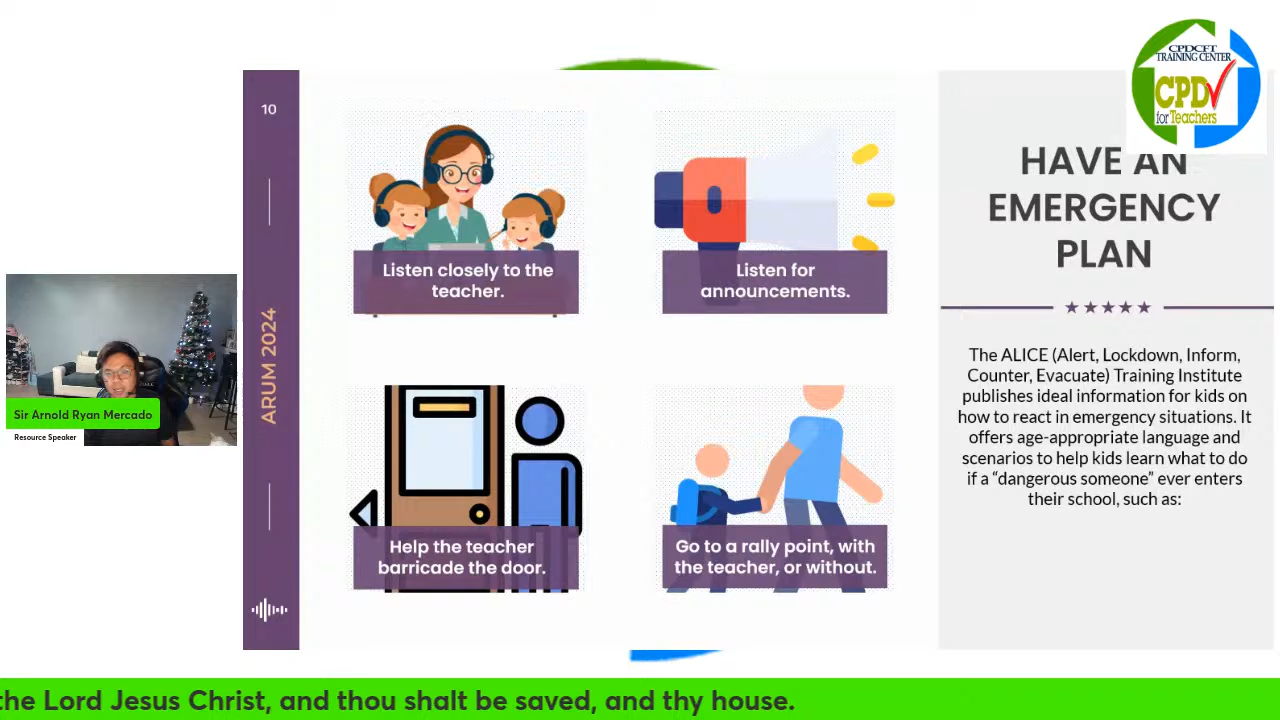 10
ARUM 2024
Listen closely to the
teacher.
Listen for
announcements.
Help the teacher
barricade the door.
Go to a rally point, with
the teacher, or without.
CPDCFT
TRAINING CENTER
CPD
for Teachers
HAVE AN
EMERGENCY
PLAN
The ALICE (Alert, Lockdown, Inform,
Counter, Evacuate) Training Institute
publishes ideal information for kids on
how to react in emergency situations. It
offers age-appropriate language and
scenarios to help kids learn what to do
if a “dangerous someone” ever enters
their school, such as:
Sir Arnold Ryan Mercado
Resource Speaker
the Lord Jesus Christ, and thou shalt be saved, and thy house.